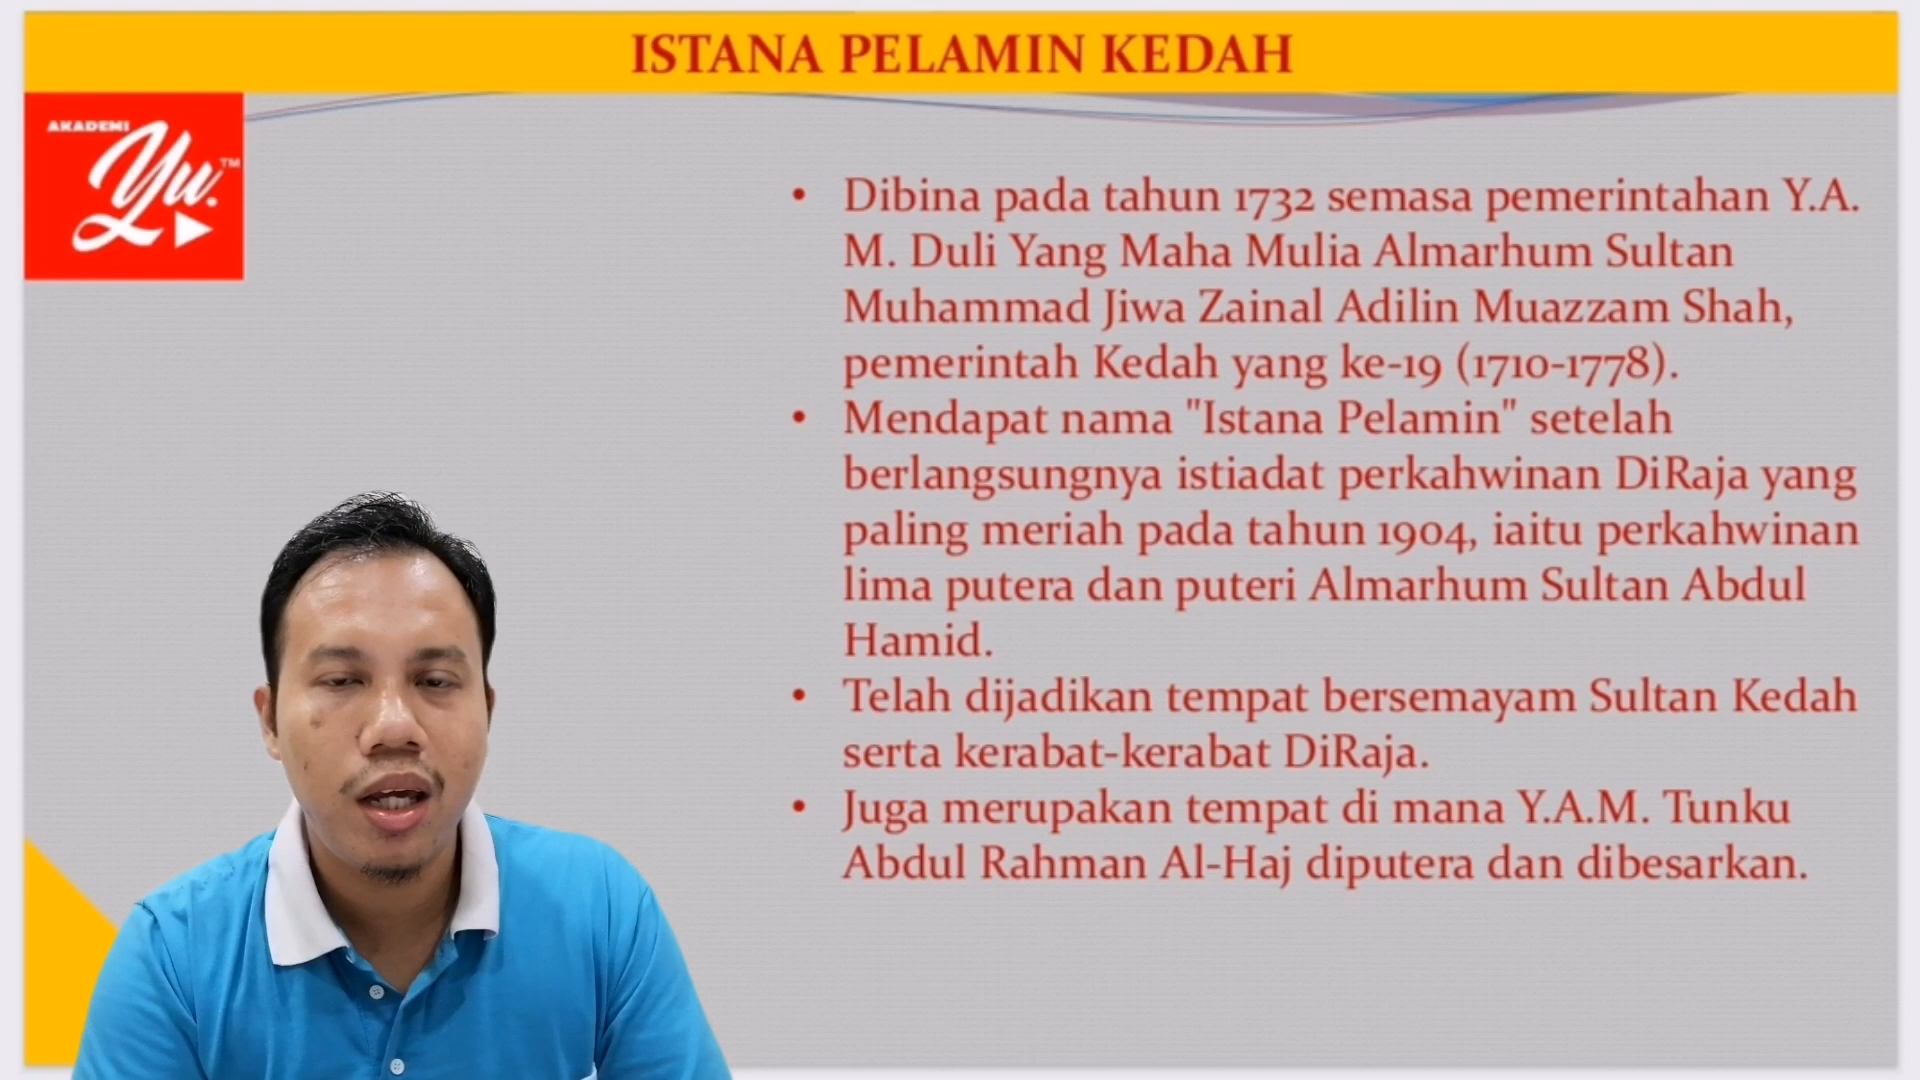 ISTANA PELAMIN KEDAH
AKADEMI
Yu.™
• Dibina pada tahun 1732 semasa pemerintahan Y.A.
M. Duli Yang Maha Mulia Almarhum Sultan
Muhammad Jiwa Zainal Adilin Muazzam Shah,
pemerintah Kedah yang ke-19 (1710-1778).
• Mendapat nama "Istana Pelamin" setelah
berlangsungnya istiadat perkahwinan DiRaja yang
paling meriah pada tahun 1904, iaitu perkahwinan
lima putera dan puteri Almarhum Sultan Abdul
Hamid.
• Telah dijadikan tempat bersemayam Sultan Kedah
serta kerabat-kerabat DiRaja.
• Juga merupakan tempat di mana Y.A.M. Tunku
Abdul Rahman Al-Haj diputera dan dibesarkan.